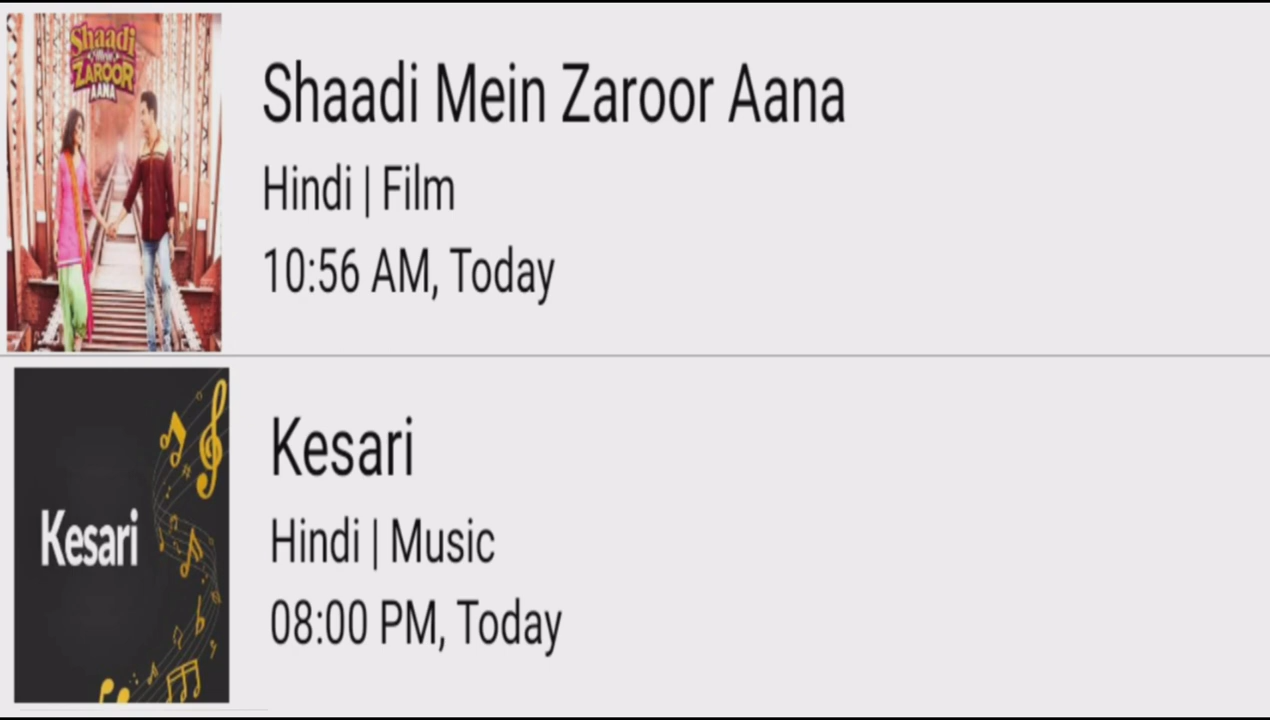 Shaadi
Mein
ZAROOR
AANA
Shaadi Mein Zaroor Aana
Hindi | Film
10:56 AM, Today
Kesari
Kesari
Hindi | Music
08:00 PM, Today